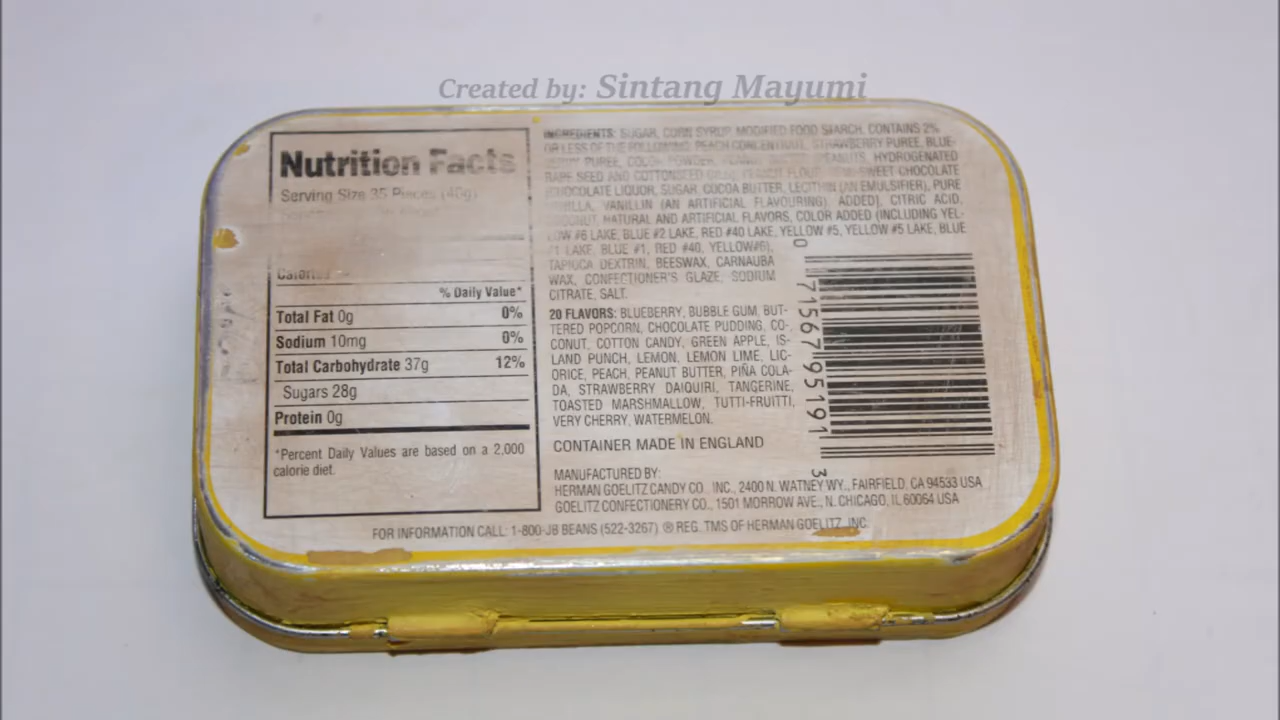 Created by: Sintang Mayumi
Nutrition Facts
Serving Size 35 Pieces (40g)
Calories
% Daily Value*
Total Fat 0g 0%
Sodium 10mg 0%
Total Carbohydrate 37g 12%
Sugars 28g
Protein 0g
*Percent Daily Values are based on a 2,000
calorie diet.
INGREDIENTS: SUGAR, CORN SYRUP, MODIFIED FOOD STARCH, CONTAINS 2%
OR LESS OF THE FOLLOWING: PEACH CONCENTRATE, STRAWBERRY PUREE, BLUE-
PUREE, COCOA POWDER, PEANUTS, HYDROGENATED
RAPE SEED AND COTTONSEED PEANUT FLOUR, SEMI-SWEET CHOCOLATE
(CHOCOLATE LIQUOR, SUGAR, COCOA BUTTER, LECITHIN (AN EMULSIFIER), PURE
VANILLA, VANILLIN (AN ARTIFICIAL FLAVOURING), ADDED), CITRIC ACID,
COCONUT, NATURAL AND ARTIFICIAL FLAVORS, COLOR ADDED (INCLUDING YEL-
LOW #6 LAKE, BLUE #2 LAKE, RED #40 LAKE, YELLOW #5, YELLOW #5 LAKE, BLUE
#1 LAKE, BLUE #1, RED #40, YELLOW#6),
TAPIOCA DEXTRIN, BEESWAX, CARNAUBA
WAX, CONFECTIONER'S GLAZE, SODIUM
CITRATE, SALT.
20 FLAVORS: BLUEBERRY, BUBBLE GUM, BUT-
TERED POPCORN, CHOCOLATE PUDDING, CO-
CONUT, COTTON CANDY, GREEN APPLE, IS-
LAND PUNCH, LEMON, LEMON LIME, LIC-
ORICE, PEACH, PEANUT BUTTER, PIÑA COLA-
DA, STRAWBERRY DAIQUIRI, TANGERINE,
TOASTED MARSHMALLOW, TUTTI-FRUITTI,
VERY CHERRY, WATERMELON.
CONTAINER MADE IN ENGLAND
MANUFACTURED BY:
HERMAN GOELITZ CANDY CO. INC., 2400 N. WATNEY WY., FAIRFIELD, CA 94533 USA
GOELITZ CONFECTIONERY CO., 1501 MORROW AVE., N. CHICAGO, IL 60064 USA
0 71567 95191 3
FOR INFORMATION CALL: 1-800-JB BEANS (522-3267) ® REG. TMS OF HERMAN GOELITZ, INC.